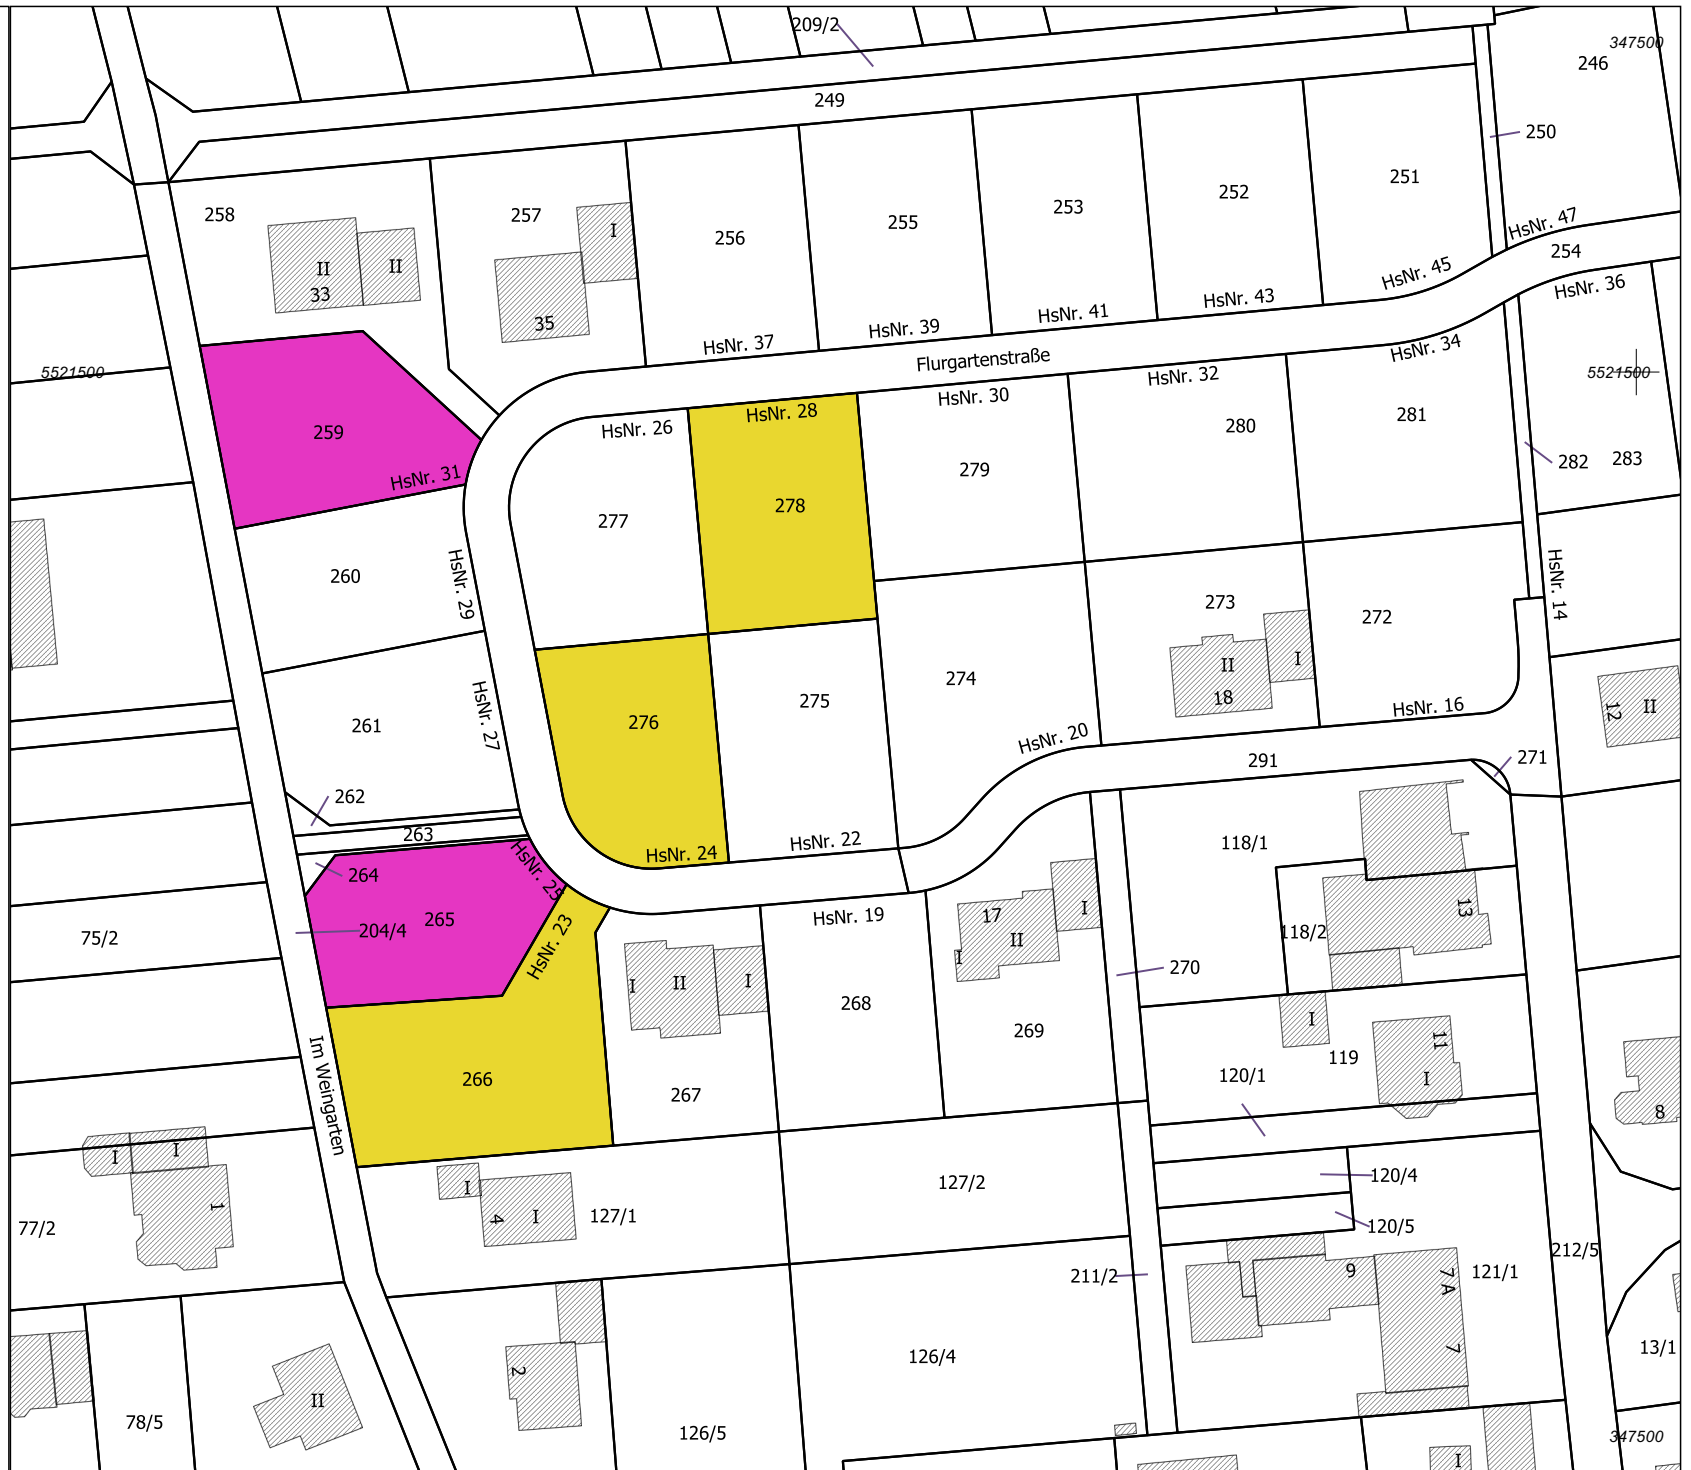 209/2
347500
246
249
250
251
252
253
258
257
I
255
256
HsNr. 47
254
II
II
33
HsNr. 45
HsNr. 36
HsNr. 43
HsNr. 41
35
HsNr. 39
HsNr. 37
HsNr. 34
Flurgartenstraße
5521500
5521500
HsNr. 32
HsNr. 30
HsNr. 28
HsNr. 26
281
280
259
282
283
279
HsNr. 31
278
277
260
HsNr. 29
HsNr. 14
273
272
II
I
18
274
275
HsNr. 16
12
II
HsNr. 27
276
261
HsNr. 20
291
271
262
263
HsNr. 22
118/1
HsNr. 24
HsNr. 25
264
265
204/4
HsNr. 19
17
I
13
75/2
118/2
HsNr. 23
II
I
270
I
II
I
268
269
I
11
Im Weingarten
119
266
120/1
I
267
8
I
I
120/4
127/2
I
1
4
I
127/1
77/2
120/5
212/5
211/2
9
7 A
121/1
2
126/4
7
13/1
II
78/5
126/5
347500
I